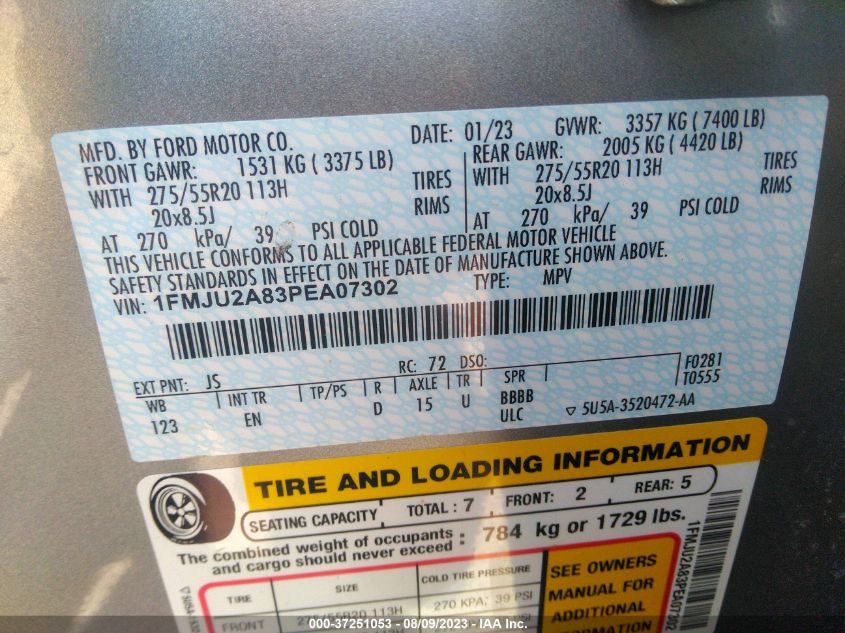 MFD. BY FORD MOTOR CO. DATE: 01/23 GVWR: 3357 KG ( 7400 LB)
FRONT GAWR: 1531 KG ( 3375 LB) REAR GAWR: 2005 KG ( 4420 LB)
WITH 275/55R20 113H TIRES WITH 275/55R20 113H TIRES
20x8.5J RIMS 20x8.5J RIMS
AT 270 kPa/ 39 PSI COLD AT 270 kPa/ 39 PSI COLD
THIS VEHICLE CONFORMS TO ALL APPLICABLE FEDERAL MOTOR VEHICLE
SAFETY STANDARDS IN EFFECT ON THE DATE OF MANUFACTURE SHOWN ABOVE.
VIN: 1FMJU2A83PEA07302 TYPE: MPV
EXT PNT: JS RC: 72 DSO: F0281
T0555
WB INT TR TP/PS R AXLE TR SPR
123 EN D 15 U BBBB
ULC ▽ 5U5A-3520472-AA
TIRE AND LOADING INFORMATION
SEATING CAPACITY TOTAL : 7 FRONT: 2 REAR: 5
The combined weight of occupants : 784 kg or 1729 lbs.
and cargo should never exceed
TIRE SIZE COLD TIRE PRESSURE SEE OWNERS
MANUAL FOR
ADDITIONAL
INFORMATION
FRONT 275/55R20 113H 270 KPA; 39 PSI
1FMJU2A83PEA07302
000-37251053 - 08/09/2023 - IAA Inc.